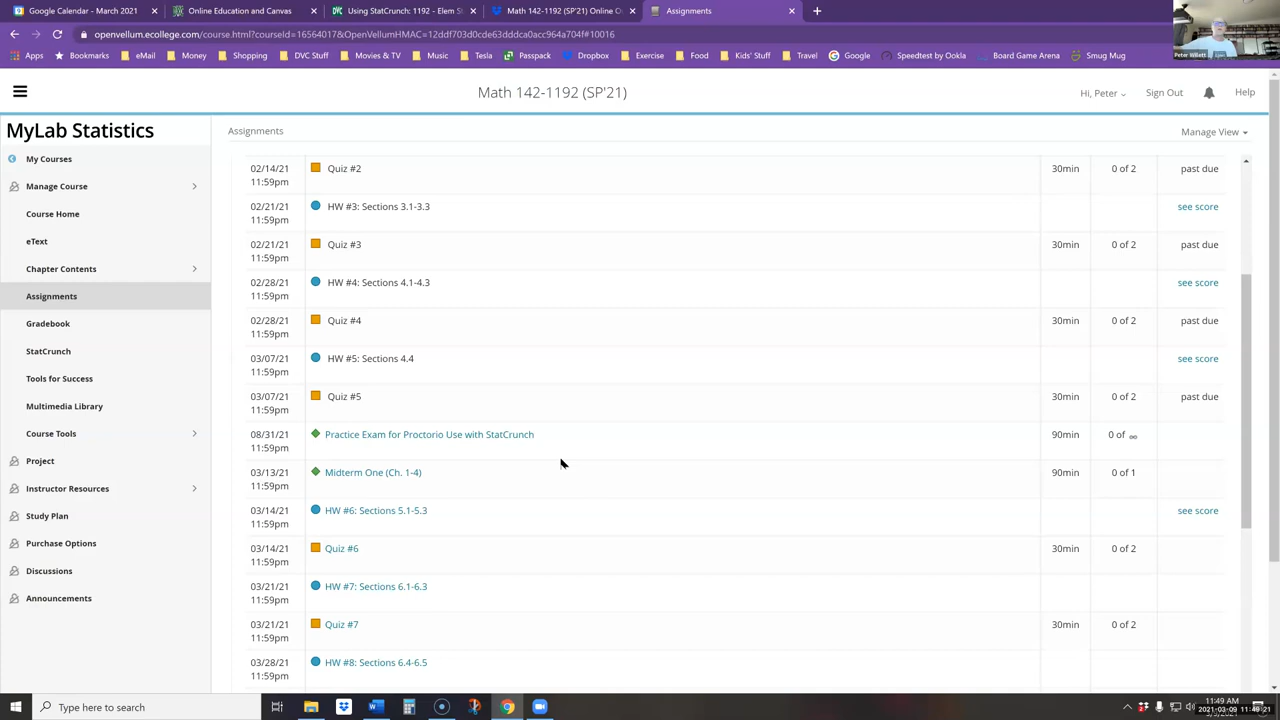 Google Calendar - March 2021
Online Education and Canvas
Using StatCrunch: 1192 - Elem S
Math 142-1192 (SP'21) Online Co
Assignments
Apps
Bookmarks
eMail
Money
Shopping
DVC Stuff
Movies & TV
Music
Dropbox
Exercise
Food
Kids' Stuff
Travel
Google
Speedtest by Ookla
Board Game Arena
Smug Mug
Peter Willett
Math 142-1192 (SP'21)
Hi, Peter
Sign Out
Help
MyLab Statistics
Assignments
Manage View
My Courses
Manage Course
Course Home
eText
Chapter Contents
Assignments
Gradebook
StatCrunch
Tools for Success
Multimedia Library
Course Tools
Project
Instructor Resources
Study Plan
Purchase Options
Discussions
Announcements
02/14/21 Quiz #2 30min 0 of 2 past due
11:59pm
02/21/21 HW #3: Sections 3.1-3.3 see score
11:59pm
02/21/21 Quiz #3 30min 0 of 2 past due
11:59pm
02/28/21 HW #4: Sections 4.1-4.3 see score
11:59pm
02/28/21 Quiz #4 30min 0 of 2 past due
11:59pm
03/07/21 HW #5: Sections 4.4 see score
11:59pm
03/07/21 Quiz #5 30min 0 of 2 past due
11:59pm
08/31/21 Practice Exam for Proctorio Use with StatCrunch 90min 0 of ∞
11:59pm
03/13/21 Midterm One (Ch. 1-4) 90min 0 of 1
11:59pm
03/14/21 HW #6: Sections 5.1-5.3 see score
11:59pm
03/14/21 Quiz #6 30min 0 of 2
11:59pm
03/21/21 HW #7: Sections 6.1-6.3
11:59pm
03/21/21 Quiz #7 30min 0 of 2
11:59pm
03/28/21 HW #8: Sections 6.4-6.5
11:59pm
Type here to search
11:49 AM
2021-03-09 11:49:21